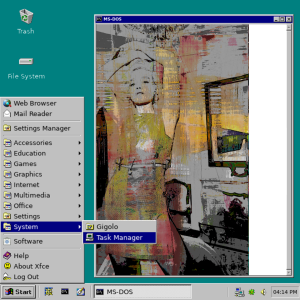 Trash
File System
MS-DOS
Web Browser
Mail Reader
Settings Manager
Accessories
Education
Games
Graphics
Internet
Multimedia
Office
Settings
System
Software
Help
About Xfce
Log Out
Gigolo
Task Manager
Start
MS-DOS
04:14 PM